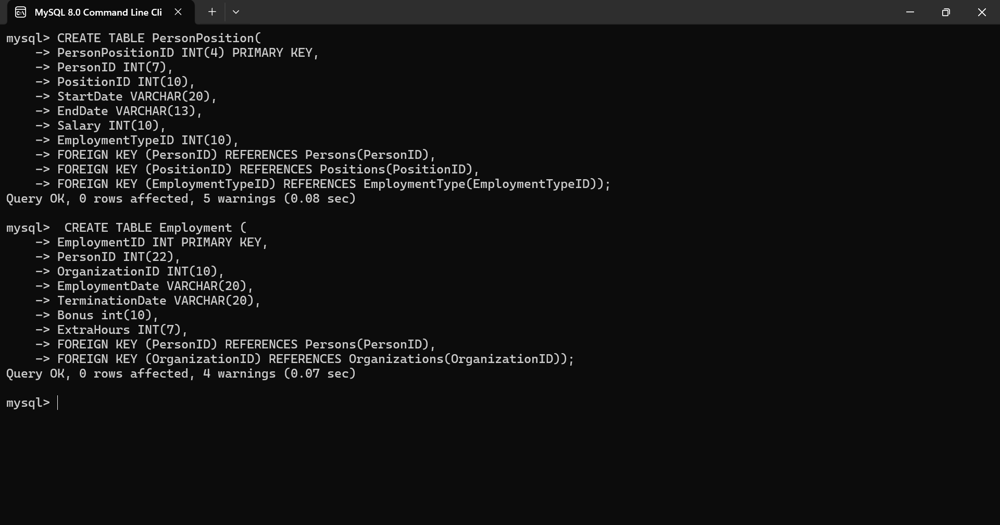 MySQL 8.0 Command Line Cli
mysql> CREATE TABLE PersonPosition(
    -> PersonPositionID INT(4) PRIMARY KEY,
    -> PersonID INT(7),
    -> PositionID INT(10),
    -> StartDate VARCHAR(20),
    -> EndDate VARCHAR(13),
    -> Salary INT(10),
    -> EmploymentTypeID INT(10),
    -> FOREIGN KEY (PersonID) REFERENCES Persons(PersonID),
    -> FOREIGN KEY (PositionID) REFERENCES Positions(PositionID),
    -> FOREIGN KEY (EmploymentTypeID) REFERENCES EmploymentType(EmploymentTypeID));
Query OK, 0 rows affected, 5 warnings (0.08 sec)
mysql>  CREATE TABLE Employment (
    -> EmploymentID INT PRIMARY KEY,
    -> PersonID INT(22),
    -> OrganizationID INT(10),
    -> EmploymentDate VARCHAR(20),
    -> TerminationDate VARCHAR(20),
    -> Bonus int(10),
    -> ExtraHours INT(7),
    -> FOREIGN KEY (PersonID) REFERENCES Persons(PersonID),
    -> FOREIGN KEY (OrganizationID) REFERENCES Organizations(OrganizationID));
Query OK, 0 rows affected, 4 warnings (0.07 sec)
mysql>